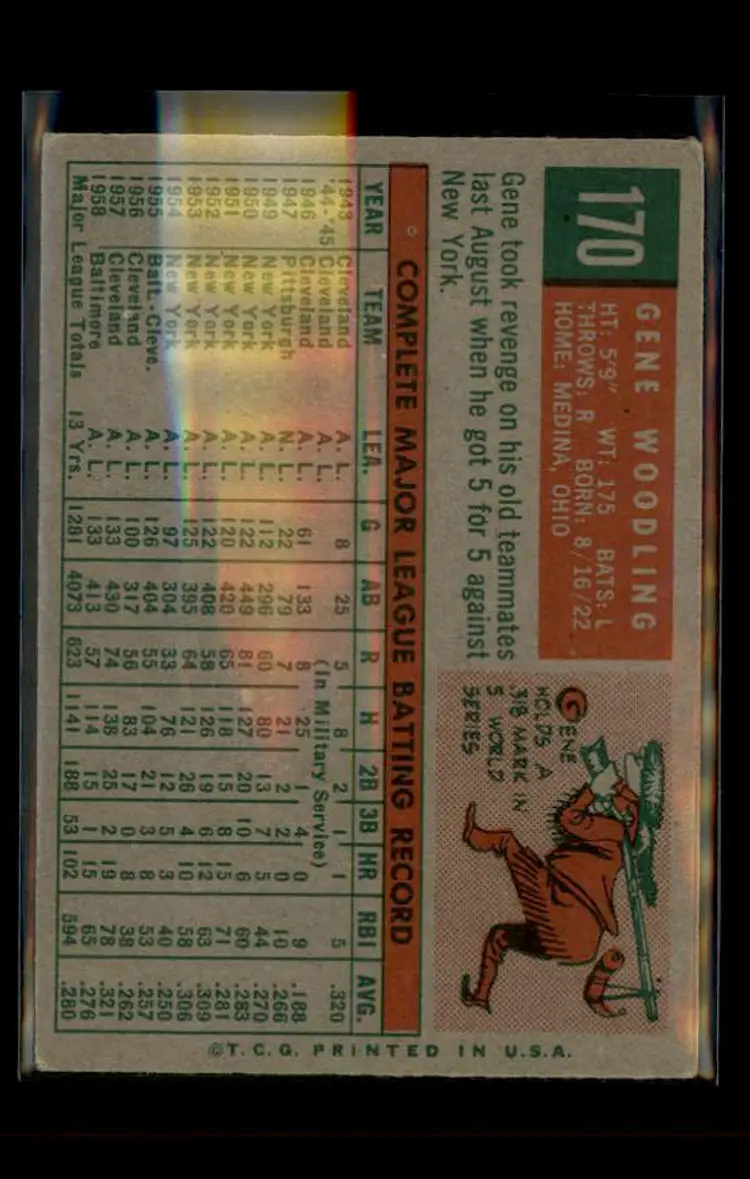 170
GENE WOODLING
HT: 5'9" WT: 175 BATS: L
THROWS: R BORN: 8/16/22
HOME: MEDINA, OHIO
Gene took revenge on his old teammates
last August when he got 5 for 5 against
New York.
GENE
HOLDS A
.318 MARK IN
5 WORLD
SERIES
COMPLETE MAJOR LEAGUE BATTING RECORD
YEAR TEAM LEA. G AB R H 2B 3B HR RBI AVG.
1943 Cleveland A. L. 8 25 5 8 2 1 1 5 .320
'44-'45 Cleveland A. L. (In Military Service)
1946 Cleveland A. L. 61 133 8 25 1 4 0 9 .188
1947 Pittsburgh N. L. 22 79 7 21 2 2 0 10 .266
1949 New York A. L. 112 296 60 80 13 7 5 44 .270
1950 New York A. L. 122 449 81 127 20 10 6 60 .283
1951 New York A. L. 120 420 65 118 15 8 15 71 .281
1952 New York A. L. 122 408 58 126 19 6 12 63 .309
1953 New York A. L. 125 395 64 121 26 4 10 58 .306
1954 New York A. L. 97 304 33 76 12 5 3 40 .250
1955 Balt.-Cleve. A. L. 126 404 55 104 21 3 8 53 .257
1956 Cleveland A. L. 100 317 56 83 17 0 8 38 .262
1957 Cleveland A. L. 133 430 74 138 25 2 19 78 .321
1958 Baltimore A. L. 133 413 57 114 15 1 15 65 .276
Major League Totals 13 Yrs. 1281 4073 623 1141 188 53 102 594 .280
©T. C. G. PRINTED IN U.S.A.